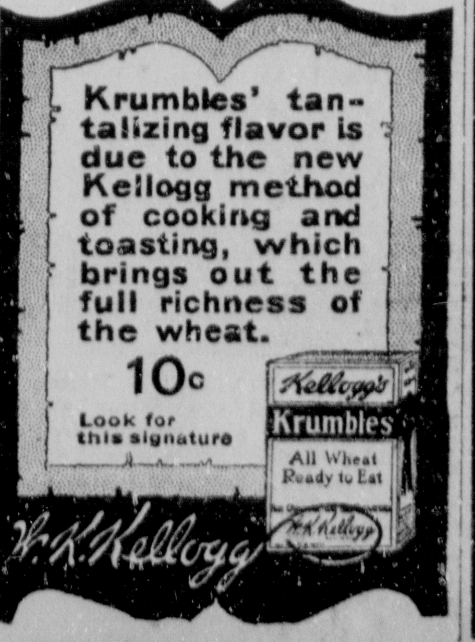 Krumbles' tan-
talizing flavor is
due to the new
Kellogg method
of cooking and
toasting, which
brings out the
full richness of
the wheat.
10c
Look for
this signature
Kellogg's
Krumbles
All Wheat
Ready to Eat
W.K.Kellogg
W.K.Kellogg